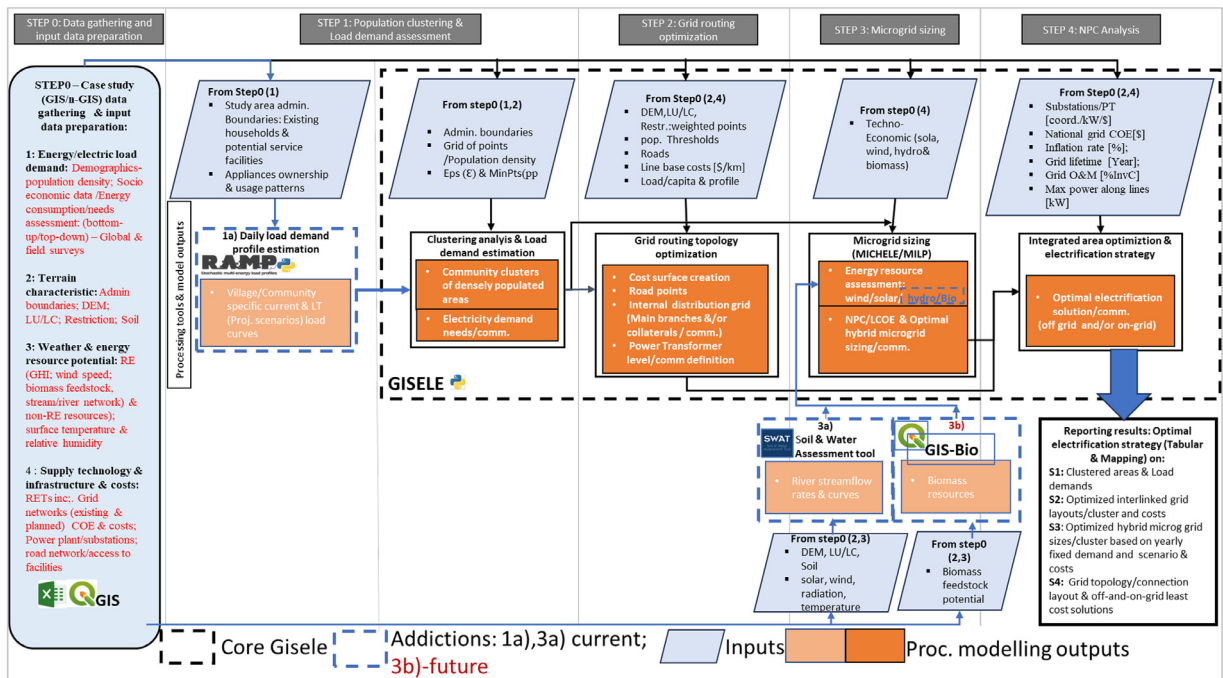 STEP 0: Data gathering and
input data preparation
STEP 1: Population clustering &
Load demand assessment
STEP 2: Grid routing
optimization
STEP 3: Microgrid sizing
STEP 4: NPC Analysis
STEP0 – Case study
(GIS/n-GIS) data
gathering & input
data preparation:
1: Energy/electric load
demand: Demographics-
population density; Socio
economic data /Energy
consumption/needs
assessment: (bottom-
up/top-down) – Global &
field surveys
2: Terrain
characteristic: Admin
boundaries; DEM;
LU/LC; Restriction; Soil
3: Weather & energy
resource potential: RE
(GHI; wind speed;
biomass feedstock,
stream/river network) &
non-RE resources);
surface temperature &
relative humidity
4 : Supply technology &
infrastructure & costs:
RETs inc;. Grid
networks (existing &
planned) COE & costs;
Power plant/substations;
road network/access to
facilities
QGIS
From Step0 (1)
Study area admin.
Boundaries: Existing
households &
potential service
facilities
Appliances ownership
& usage patterns
Processing tools& model outputs
1a) Daily load demand
profile estimation
RAMP
Stochastic multi-energy load profiles
Village/Community
specific current & LT
(Proj. scenarios) load
curves
From step0 (1,2)
Admin. boundaries
Grid of points
/Population density
Eps (Ɛ) & MinPts(pp
Clustering analyis & Load
demand estimation
Community clusters
of densely populated
areas
Electricity demand
needs/comm.
GISELE
From Step0 (2,4)
DEM,LU/LC,
Restr.:weighted points
pop. Thresholds
Roads
Line base costs [$/km]
Load/capita & profile
Grid routing topology
optimization
Cost surface creation
Road points
Internal distribution grid
(Main branches &/or
collaterals / comm.)
Power Transformer
level/comm definition
From step0 (4)
Techno-
Economic (sola,
wind, hydro&
biomass)
Microgrid sizing
(MICHELE/MILP)
Energy resource
assessment:
wind/solar/ hydro/Bio
NPC/LCOE & Optimal
hybrid microgrid
sizing/comm.
From Step0 (2,4)
Substations/PT
[coord./kW/$]
National grid COE[$]
Inflation rate [%];
Grid lifetime [Year];
Grid O&M [%InvC]
Max power along lines
[kW]
Integrated area optimiztion &
electrification strategy
Optimal electrification
solution/comm.
(off grid and/or on-grid)
3a)
SWAT
Soil & Water
Assessment tool
River streamflow
rates & curves
3b)
GIS-Bio
Biomass
resources
From step0 (2,3)
DEM, LU/LC,
Soil
solar, wind,
radiation,
temperature
From step0
(2,3)
Biomass
feedstock
potential
Reporting results: Optimal
electrification strategy (Tabular
& Mapping) on:
S1: Clustered areas & Load
demands
S2: Optimized interlinked grid
layouts/cluster and costs
S3: Optimized hybrid microg grid
sizes/cluster based on yearly
fixed demand and scenario &
costs
S4: Grid topology/connection
layout & off-and-on-grid least
cost solutions
Core Gisele
Addictions: 1a),3a) current;
3b)-future
Inputs
Proc. modelling outputs